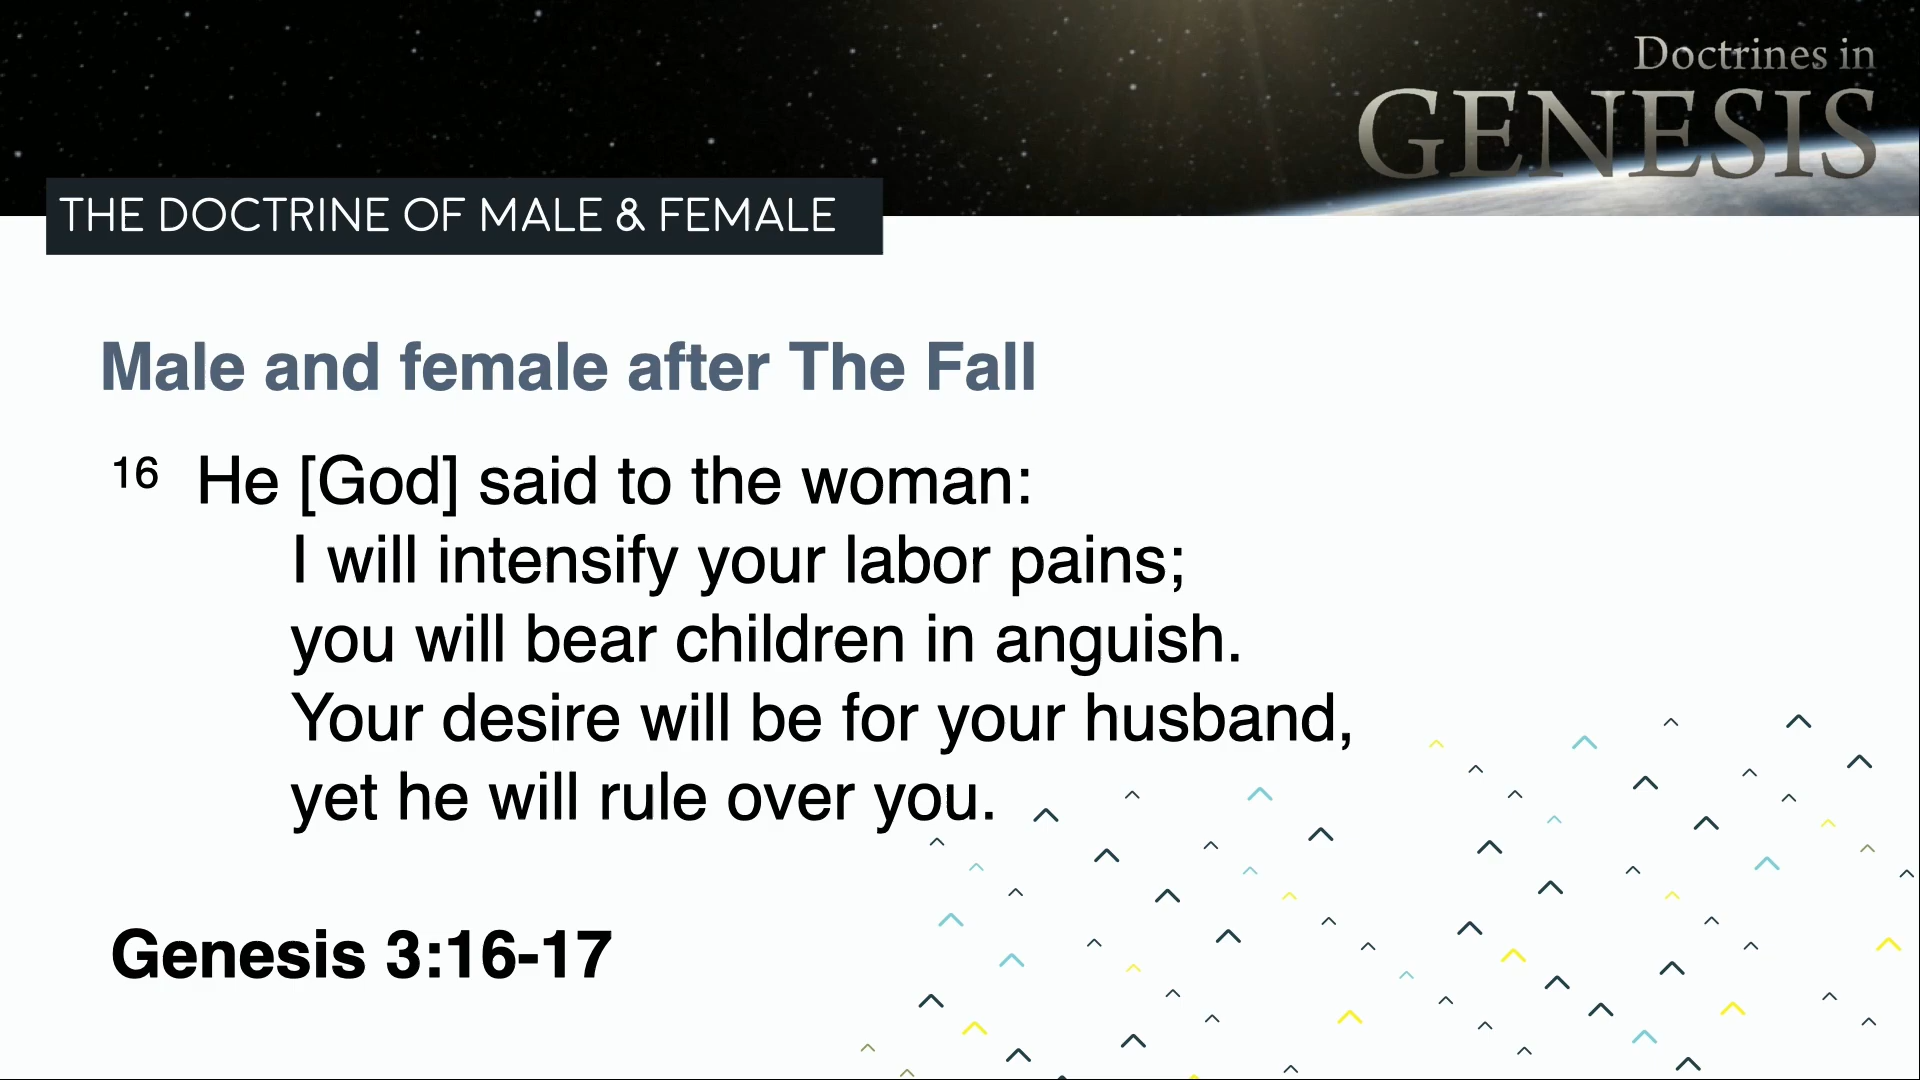 Doctrines in
GENESIS
THE DOCTRINE OF MALE & FEMALE
Male and female after The Fall
16 He [God] said to the woman:
I will intensify your labor pains;
you will bear children in anguish.
Your desire will be for your husband,
yet he will rule over you.
Genesis 3:16-17